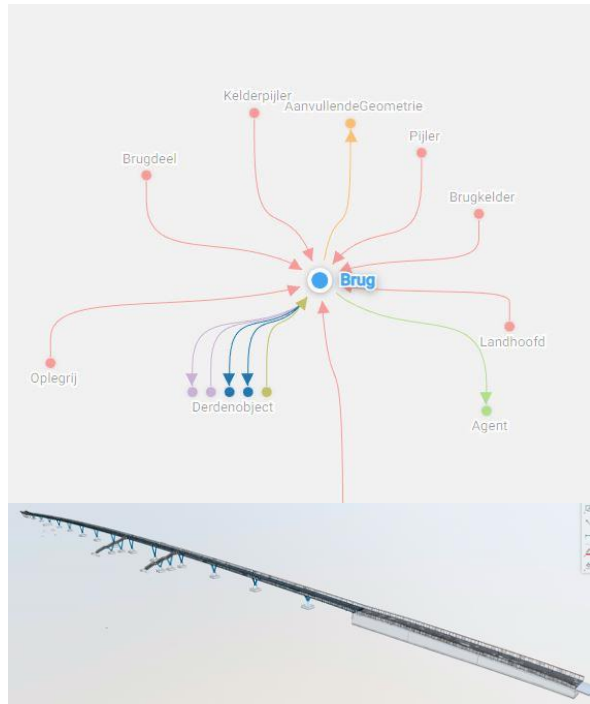 Kelderpijler
AanvullendeGeometrie
Pijler
Brugdeel
Brugkelder
Brug
Landhoofd
Oplegrij
Derdenobject
Agent